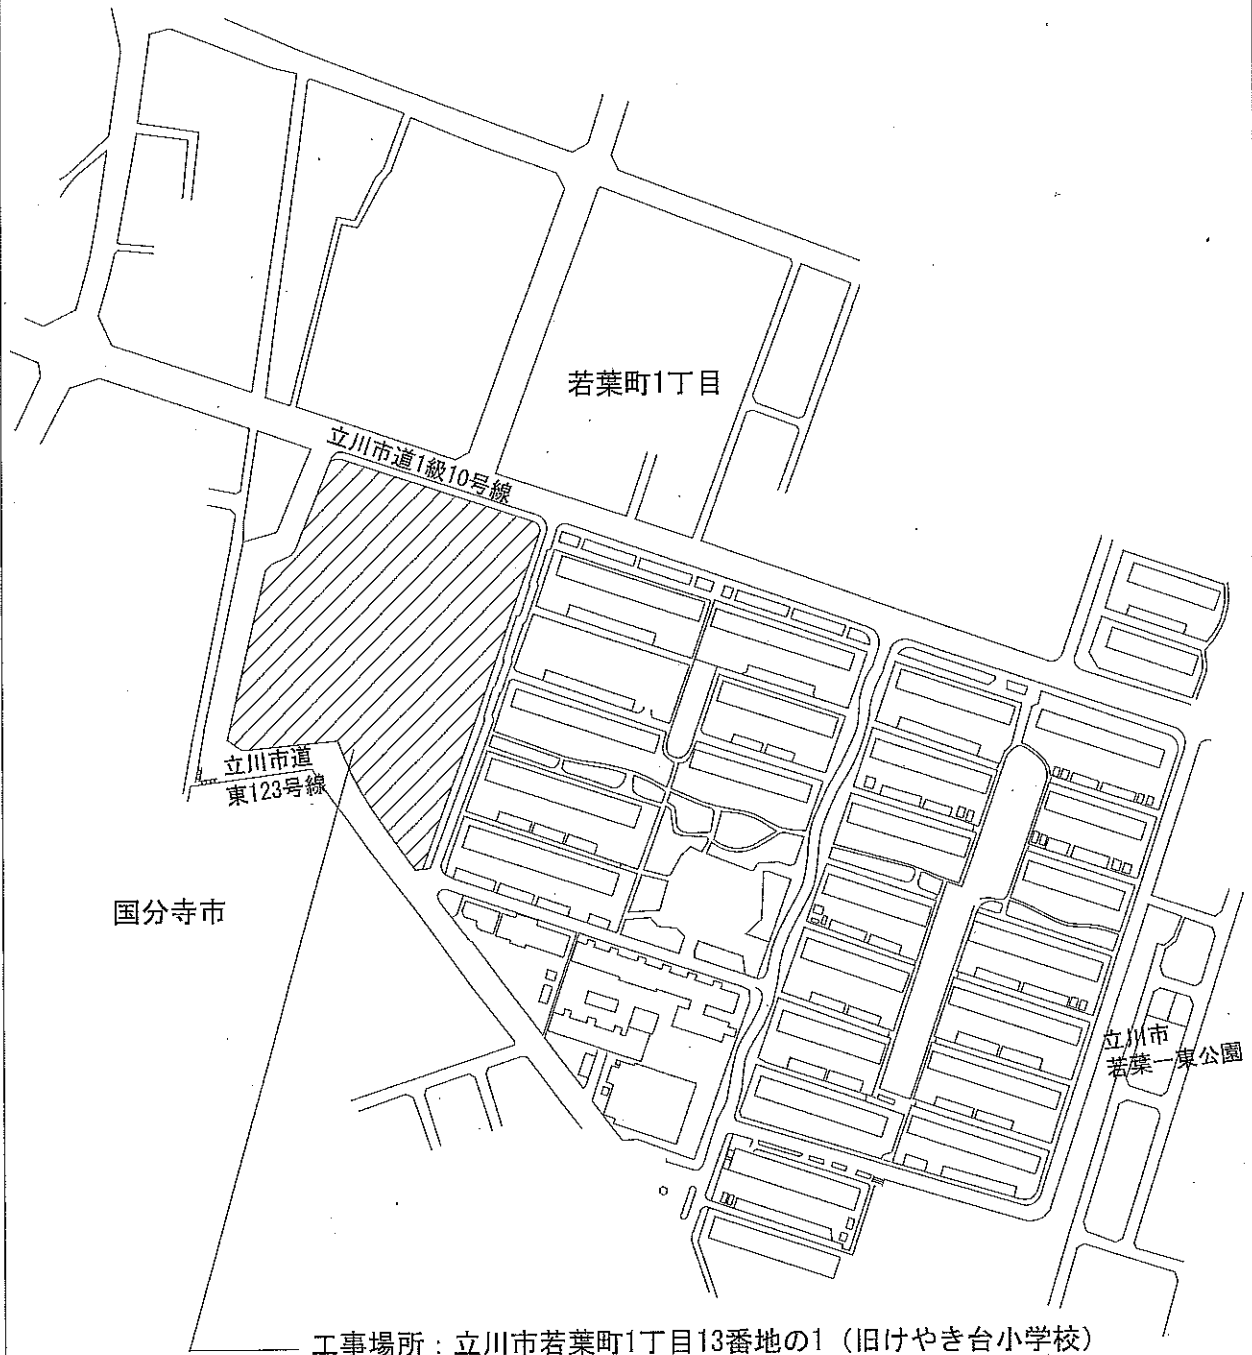 若葉町1丁目
立川市道1級10号線
立川市道
東123号線
国分寺市
立川市
若葉一東公園
工事場所：立川市若葉町1丁目13番地の1（旧けやき台小学校）